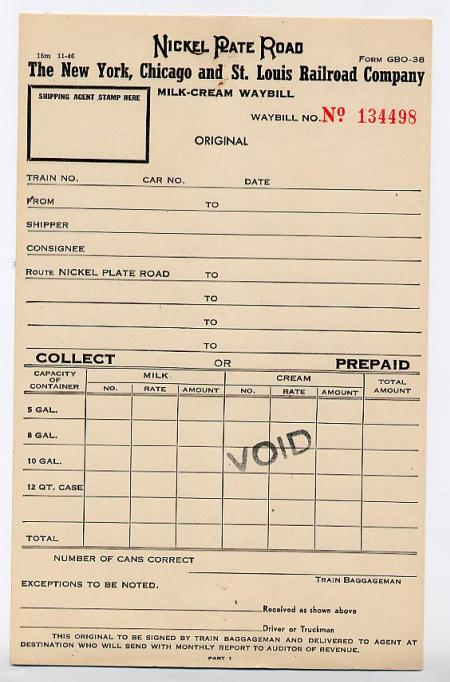 NICKEL PLATE ROAD
15m 11-46
FORM GBO-38
The New York, Chicago and St. Louis Railroad Company
SHIPPING AGENT STAMP HERE
MILK-CREAM WAYBILL
WAYBILL NO. Nº 134498
ORIGINAL
TRAIN NO. CAR NO. DATE
FROM TO
SHIPPER
CONSIGNEE
ROUTE NICKEL PLATE ROAD TO
TO
TO
TO
COLLECT OR PREPAID
CAPACITY OF CONTAINER MILK CREAM TOTAL AMOUNT
NO. RATE AMOUNT NO. RATE AMOUNT
5 GAL.
8 GAL.
VOID
10 GAL.
12 QT. CASE
TOTAL
NUMBER OF CANS CORRECT
TRAIN BAGGAGEMAN
EXCEPTIONS TO BE NOTED.
Received as shown above
Driver or Truckman
THIS ORIGINAL TO BE SIGNED BY TRAIN BAGGAGEMAN AND DELIVERED TO AGENT AT
DESTINATION WHO WILL SEND WITH MONTHLY REPORT TO AUDITOR OF REVENUE.
PART 1